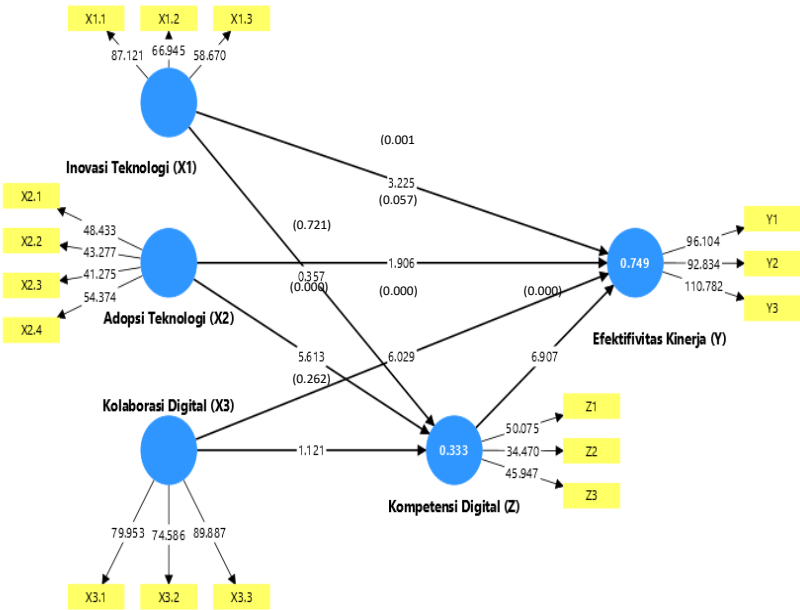 X1.1
X1.2
X1.3
87.121
66.945
58.670
Inovasi Teknologi (X1)
(0.001
3.225
(0.057)
X2.1
X2.2
X2.3
X2.4
48.433
43.277
41.275
54.374
Adopsi Teknologi (X2)
(0.721)
1.906
0.357
(0.000)
(0.000)
(0.000)
0.749
96.104
92.834
110.782
Y1
Y2
Y3
Efektifivitas Kinerja (Y)
5.613
6.029
6.907
(0.262)
Kolaborasi Digital (X3)
1.121
0.333
50.075
34.470
45.947
Z1
Z2
Z3
Kompetensi Digital (Z)
79.953
74.586
89.887
X3.1
X3.2
X3.3